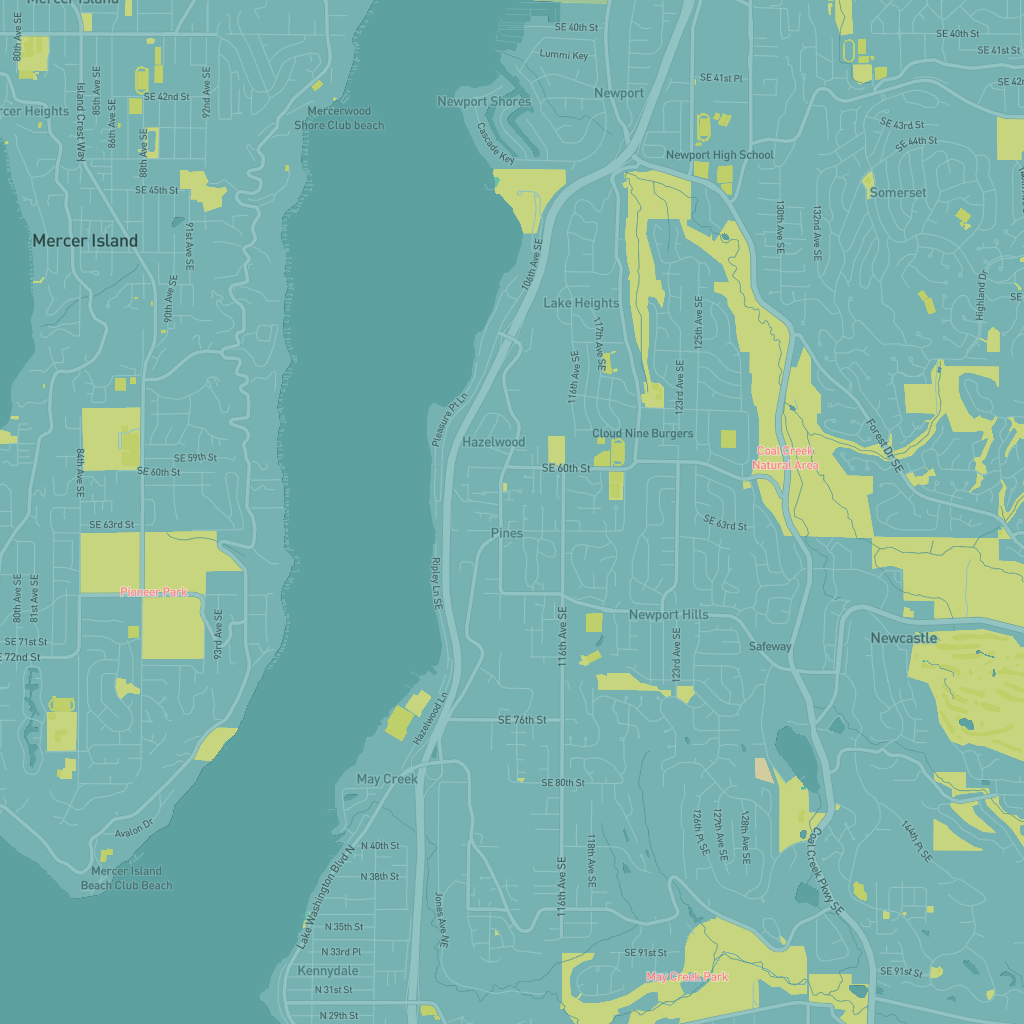 Mercer Island
80th Ave SE
Island Crest Way
85th Ave SE
86th Ave SE
88th Ave SE
92nd Ave SE
SE 42nd St
cer Heights
Mercerwood
Shore Club beach
SE 45th St
91st Ave SE
Mercer Island
90th Ave SE
84th Ave SE
SE 59th St
SE 60th St
SE 63rd St
80th Ave SE
81st Ave SE
Pioneer Park
93rd Ave SE
SE 71st St
SE 72nd St
Avalon Dr
Mercer Island
Beach Club Beach
SE 40th St
Lummi Key
Newport Shores
Newport
Cascade Key
SE 41st Pl
Newport High School
SE 40th St
SE 41st St
SE 42n
SE 43rd St
SE 44th St
Somerset
130th Ave SE
132nd Ave SE
106th Ave SE
Lake Heights
117th Ave SE
116th Ave SE
125th Ave SE
123rd Ave SE
Highland Dr
SE
Pleasure Pt Ln
Hazelwood
Cloud Nine Burgers
SE 60th St
Coal Creek
Natural Area
Forest Dr SE
SE 63rd St
Pines
Ripley Ln SE
116th Ave SE
Newport Hills
123rd Ave SE
Safeway
Newcastle
Hazelwood Ln
SE 76th St
May Creek
SE 80th St
126th Pl SE
127th Ave SE
128th Ave SE
Coal Creek Pkwy SE
144th Pl SE
118th Ave SE
116th Ave SE
N 40th St
N 38th St
Lake Washington Blvd N
Jones Ave NE
N 35th St
N 33rd Pl
Kennydale
N 31st St
N 29th St
SE 91st St
May Creek Park
SE 91st St